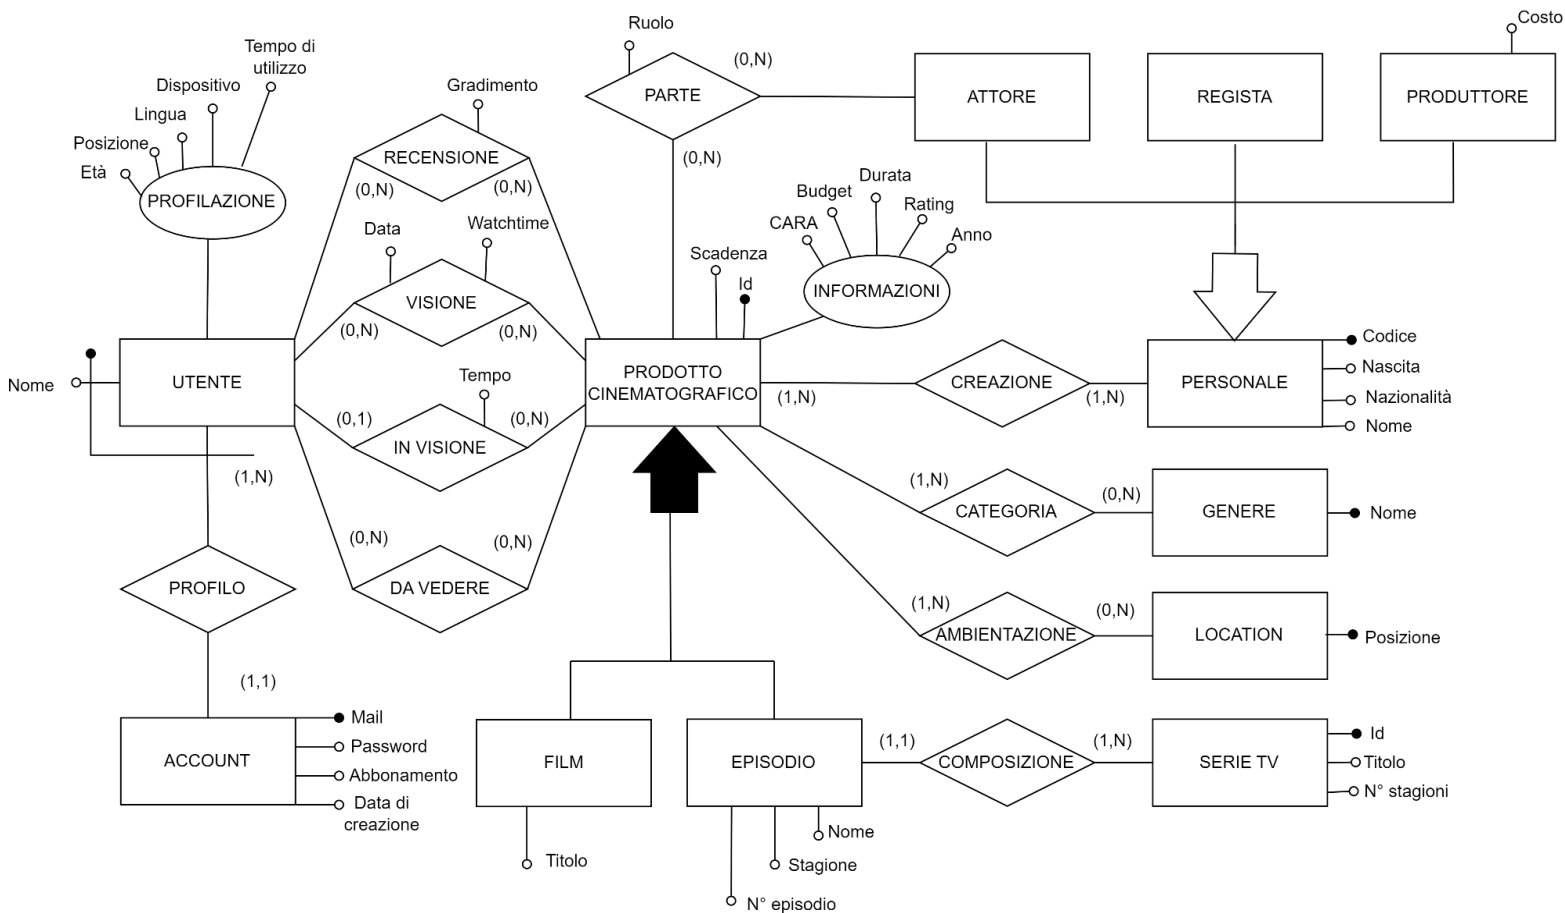 Costo
Ruolo
(0,N)
Tempo di
utilizzo
Dispositivo
Gradimento
PARTE
ATTORE
REGISTA
PRODUTTORE
Lingua
Posizione
Età
RECENSIONE
(0,N)
(0,N)
(0,N)
PROFILAZIONE
Durata
Budget
Rating
CARA
Anno
Data
Watchtime
Scadenza
Id
INFORMAZIONI
VISIONE
(0,N)
(0,N)
Codice
Nascita
Nazionalità
Nome
Nome
UTENTE
Tempo
PRODOTTO
CINEMATOGRAFICO
CREAZIONE
PERSONALE
(1,N)
(1,N)
(0,1)
(0,N)
IN VISIONE
(1,N)
(1,N)
(0,N)
CATEGORIA
GENERE
Nome
(0,N)
(0,N)
PROFILO
DA VEDERE
(1,N)
(0,N)
AMBIENTAZIONE
LOCATION
Posizione
(1,1)
Mail
Password
Abbonamento
Data di
creazione
ACCOUNT
FILM
EPISODIO
(1,1)
COMPOSIZIONE
(1,N)
SERIE TV
Id
Titolo
N° stagioni
Nome
Titolo
Stagione
N° episodio